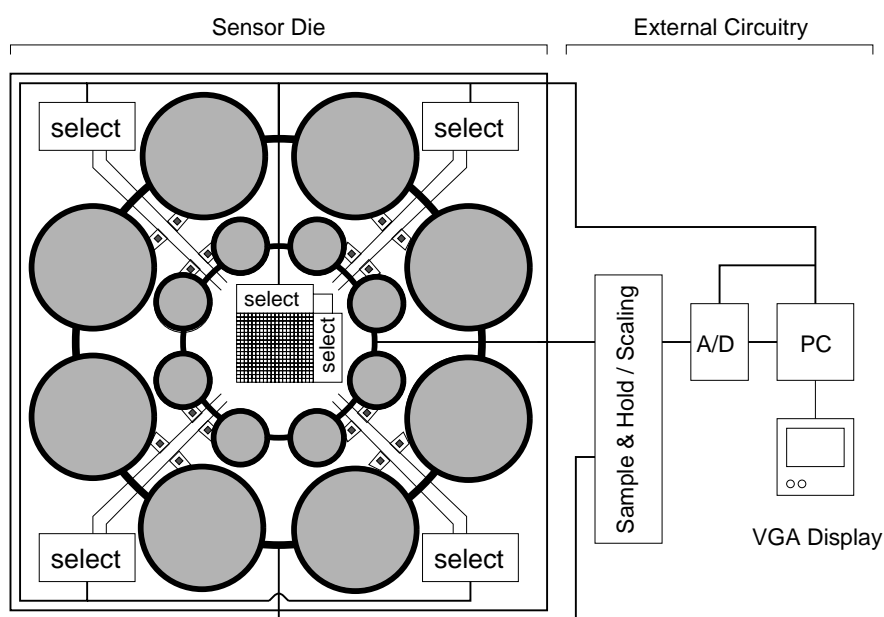 Sensor Die
External Circuitry
select
select
select
select
Sample & Hold / Scaling
A/D
PC
VGA Display
select
select